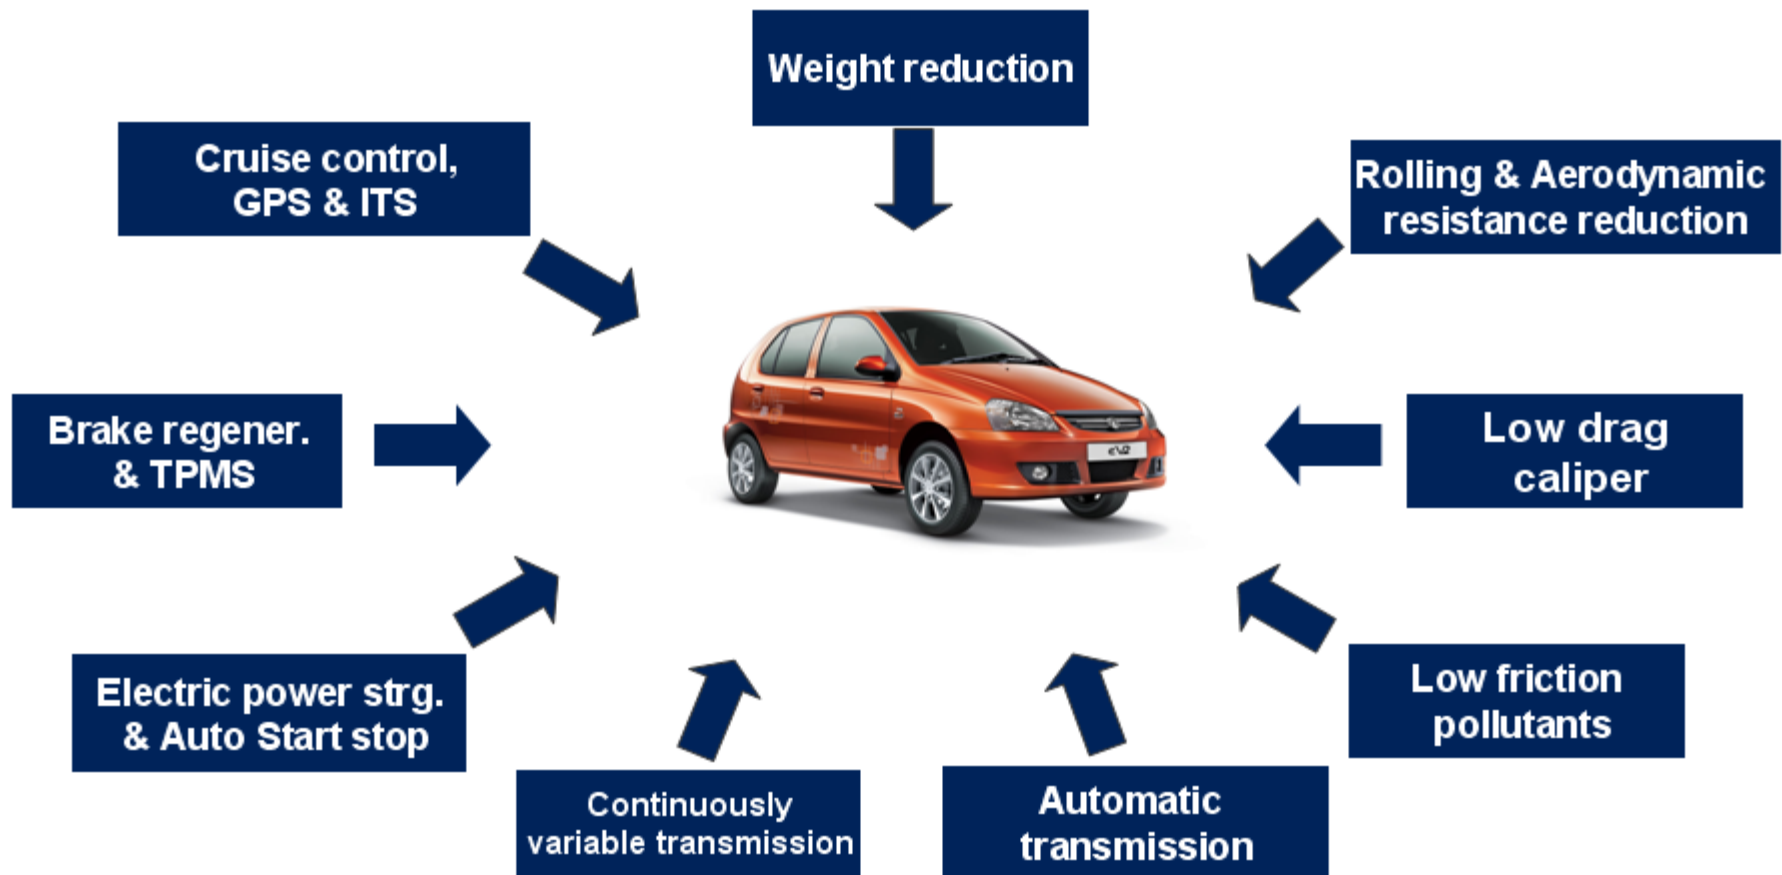 Weight reduction
Cruise control,
GPS & ITS
Rolling & Aerodynamic
resistance reduction
Brake regener.
& TPMS
Low drag
caliper
Electric power strg.
& Auto Start stop
Low friction
pollutants
Continuously
variable transmission
Automatic
transmission